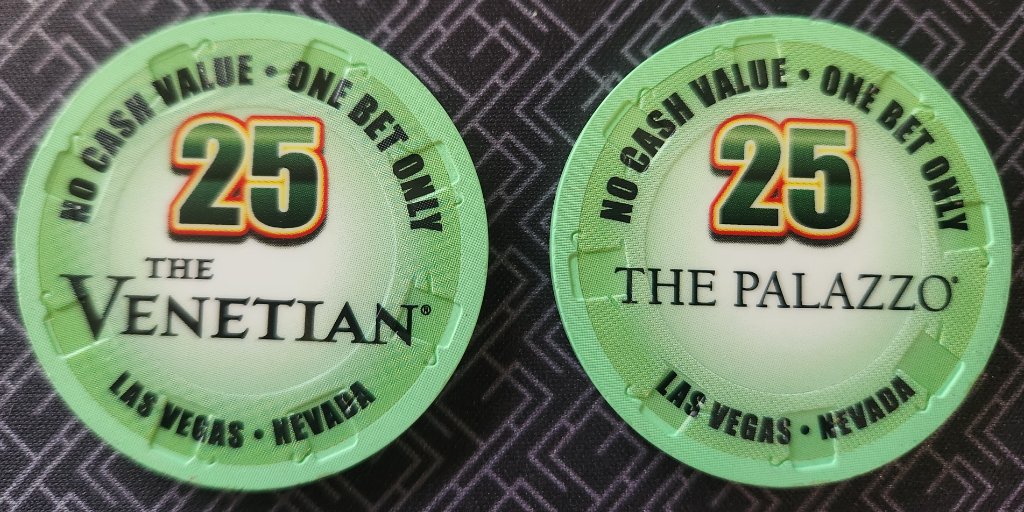 NO CASH VALUE • ONE BET ONLY
25
THE
VENETIAN®
LAS VEGAS • NEVADA
NO CASH VALUE • ONE BET ONLY
25
THE PALAZZO®
LAS VEGAS • NEVADA